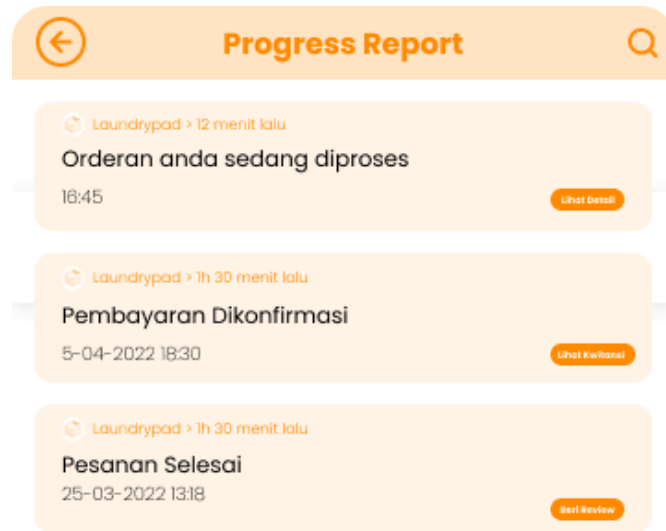 Progress Report
Laundrypad > 12 menit lalu
Orderan anda sedang diproses
16:45
Lihat Detail
Laundrypad > 1h 30 menit lalu
Pembayaran Dikonfirmasi
5-04-2022 18:30
Lihat Kwitansi
Laundrypad > 1h 30 menit lalu
Pesanan Selesai
25-03-2022 13:18
Beri Review